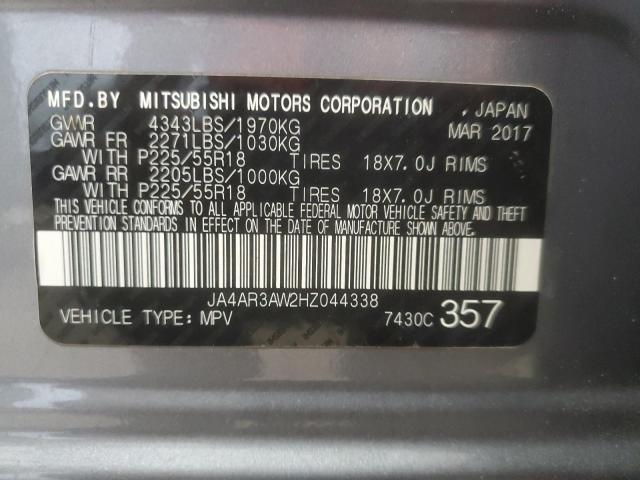 MFD.BY MITSUBISHI MOTORS CORPORATION , JAPAN
GVWR 4343LBS/1970KG MAR 2017
GAWR FR 2271LBS/1030KG
WITH P225/55R18 TIRES 18X7.0J RIMS
GAWR RR 2205LBS/1000KG
WITH P225/55R18 TIRES 18X7.0J RIMS
THIS VEHICLE CONFORMS TO ALL APPLICABLE FEDERAL MOTOR VEHICLE SAFETY AND THEFT
PREVENTION STANDARDS IN EFFECT ON THE DATE OF MANUFACTURE SHOWN ABOVE.
JA4AR3AW2HZ044338
VEHICLE TYPE: MPV 7430C 357